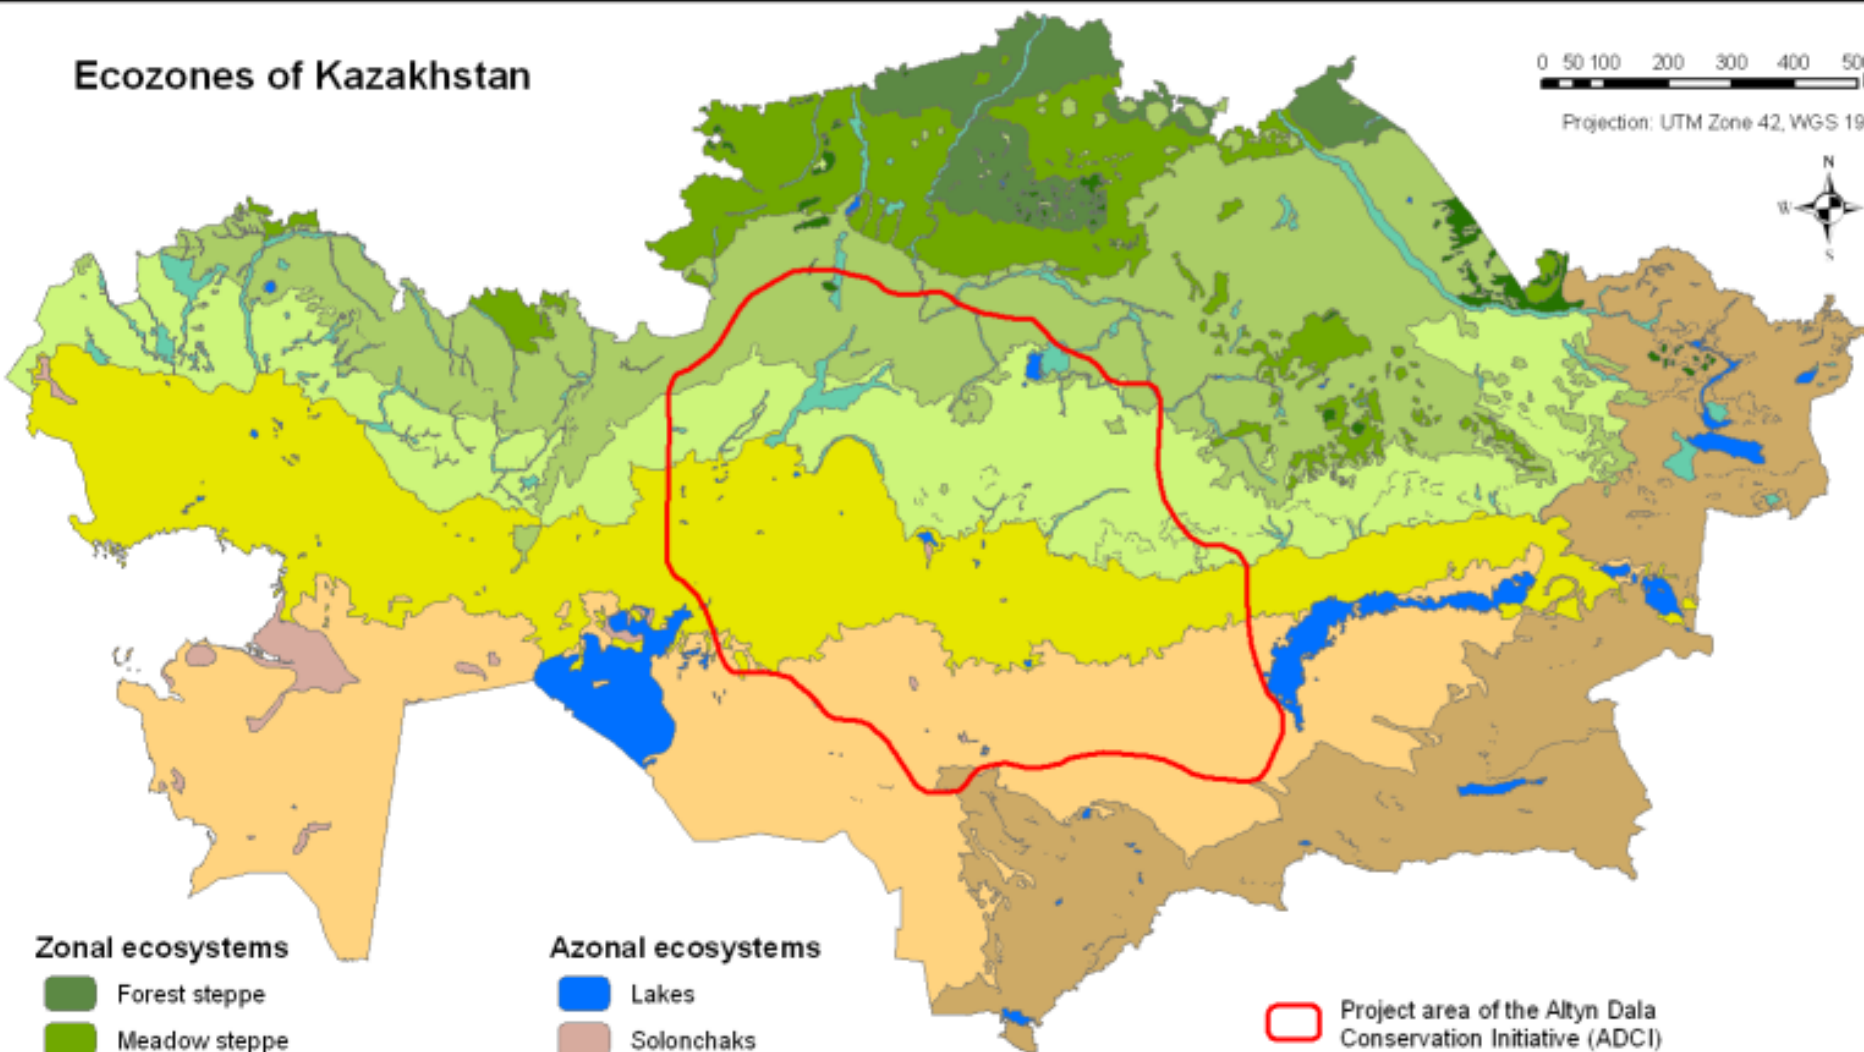 Ecozones of Kazakhstan
0 50 100 200 300 400
Projection: UTM Zone 42, WGS 19
N
W
S
Zonal ecosystems
Forest steppe
Meadow steppe
Azonal ecosystems
Lakes
Solonchaks
Project area of the Altyn Dala
Conservation Initiative (ADCI)